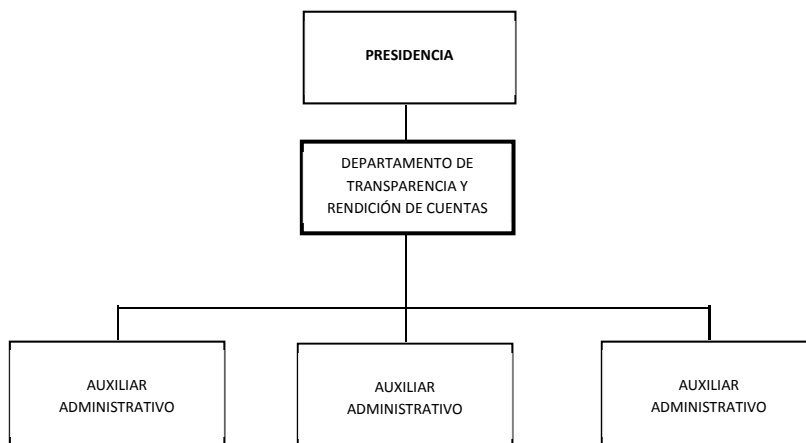 PRESIDENCIA
DEPARTAMENTO DE
TRANSPARENCIA Y
RENDICIÓN DE CUENTAS
AUXILIAR
ADMINISTRATIVO
AUXILIAR
ADMINISTRATIVO
AUXILIAR
ADMINISTRATIVO